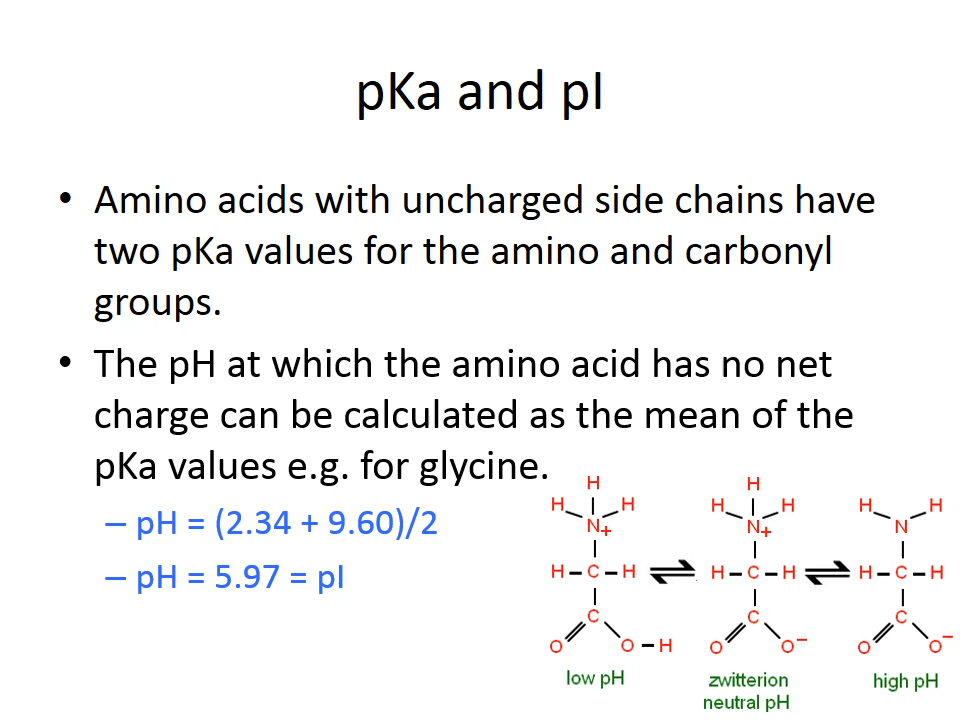 pKa and pI
• Amino acids with uncharged side chains have
two pKa values for the amino and carbonyl
groups.
• The pH at which the amino acid has no net
charge can be calculated as the mean of the
pKa values e.g. for glycine.
– pH = (2.34 + 9.60)/2
– pH = 5.97 = pI
H H H
H H H H H H
N+ N+ N
H–C–H H–C–H H–C–H
C C C
O O–H O O− O O−
low pH zwitterion high pH
neutral pH